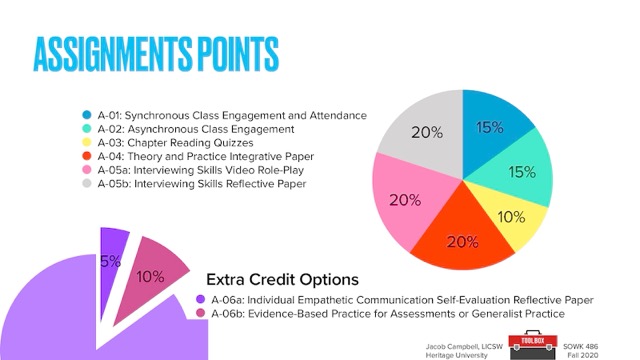 ASSIGNMENTS POINTS
A-01: Synchronous Class Engagement and Attendance
A-02: Asynchronous Class Engagement
A-03: Chapter Reading Quizzes
A-04: Theory and Practice Integrative Paper
A-05a: Interviewing Skills Video Role-Play
A-05b: Interviewing Skills Reflective Paper
20%
15%
15%
20%
10%
20%
5%
10%
Extra Credit Options
A-06a: Individual Empathetic Communication Self-Evaluation Reflective Paper
A-06b: Evidence-Based Practice for Assessments or Generalist Practice
Jacob Campbell, LICSW
Heritage University
TOOLBOX
SOWK 486
Fall 2020